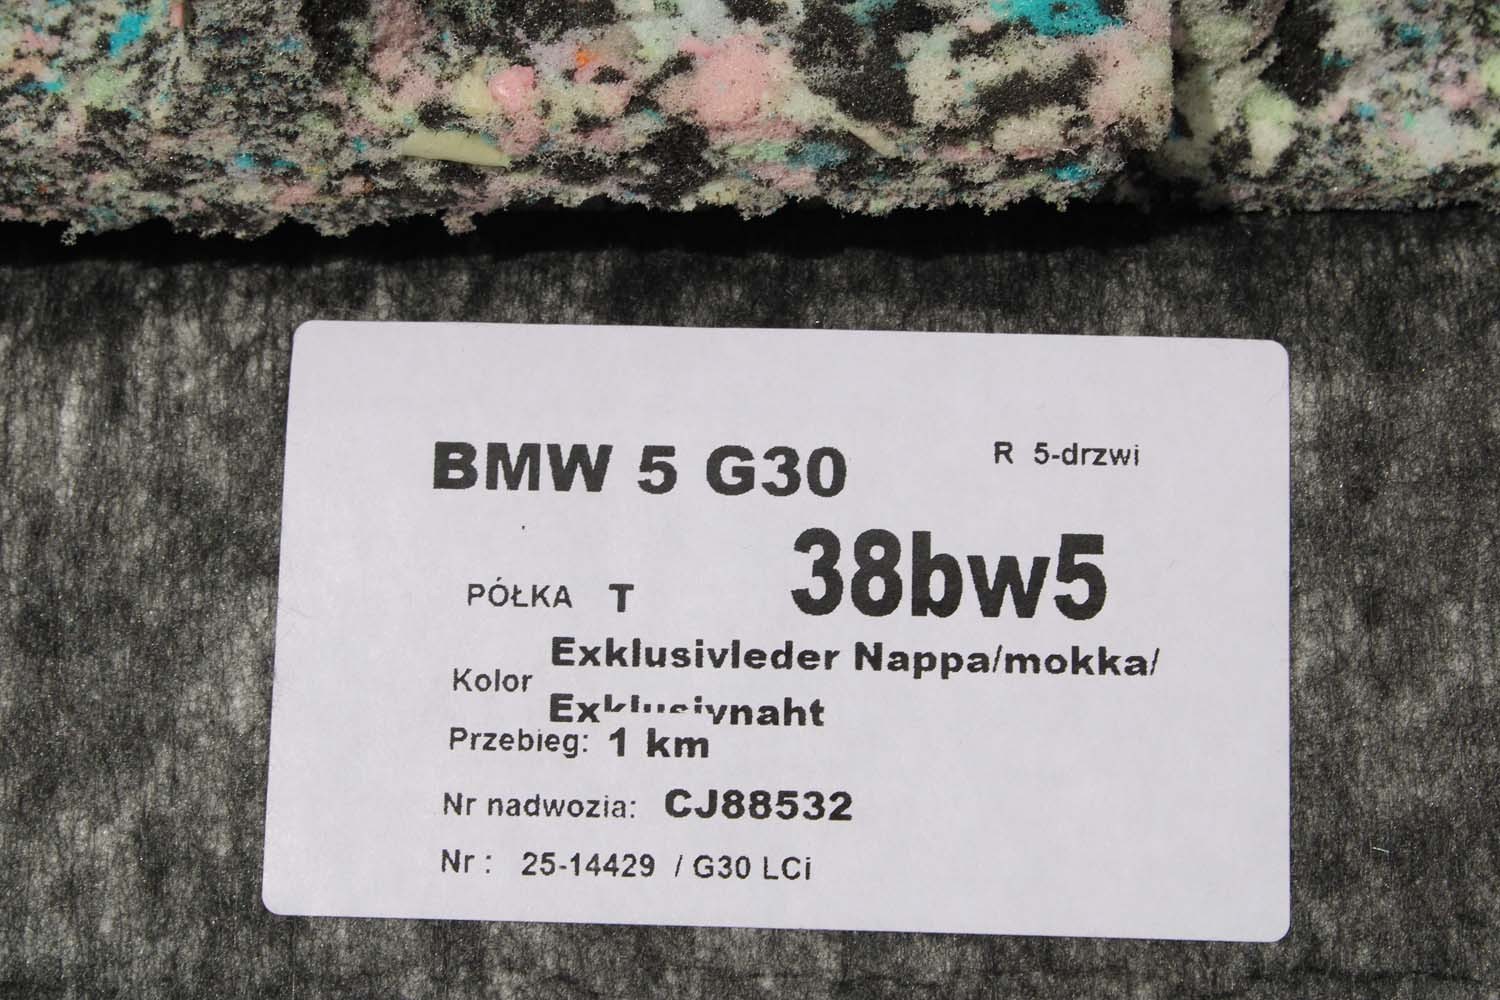 BMW 5 G30 R 5-drzwi
38bw5
PÓŁKA T
Exklusivleder Nappa/mokka/
Kolor
Exklusivnaht
Przebieg: 1 km
Nr nadwozia: CJ88532
Nr : 25-14429 / G30 LCi